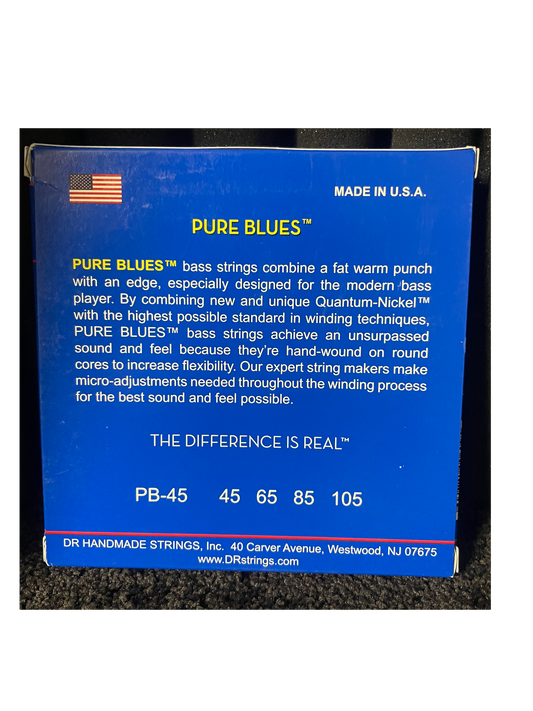 MADE IN U.S.A.
PURE BLUES™
PURE BLUES™ bass strings combine a fat warm punch
with an edge, especially designed for the modern bass
player. By combining new and unique Quantum-Nickel™
with the highest possible standard in winding techniques,
PURE BLUES™ bass strings achieve an unsurpassed
sound and feel because they're hand-wound on round
cores to increase flexibility. Our expert string makers make
micro-adjustments needed throughout the winding process
for the best sound and feel possible.
THE DIFFERENCE IS REAL™
PB-45 45 65 85 105
DR HANDMADE STRINGS, Inc. 40 Carver Avenue, Westwood, NJ 07675
www.DRstrings.com